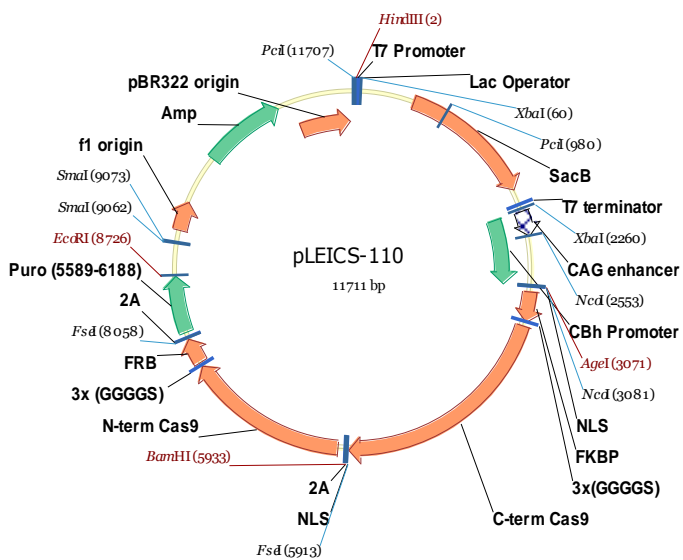 HindIII (2)
PciI (11707)
T7 Promoter
pBR322 origin
Lac Operator
Amp
XbaI (60)
PciI (980)
f1 origin
SacB
SmaI (9073)
SmaI (9062)
T7 terminator
EcoRI (8726)
XbaI (2260)
pLEICS-110
11711 bp
CAG enhancer
Puro (5589-6188)
NcoI (2553)
2A
CBh Promoter
FseI (8058)
AgeI (3071)
FRB
NcoI (3081)
3x (GGGGS)
NLS
N-term Cas9
FKBP
BamHI (5933)
3x(GGGGS)
2A
NLS
C-term Cas9
FseI (5913)